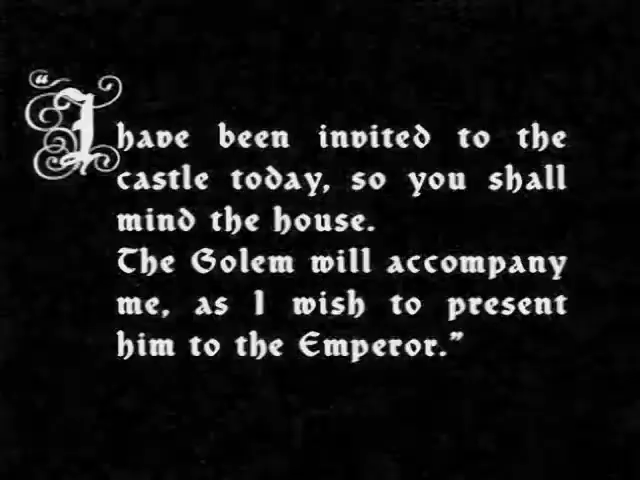 "I have been invited to the
castle today, so you shall
mind the house.
The Golem will accompany
me, as I wish to present
him to the Emperor."